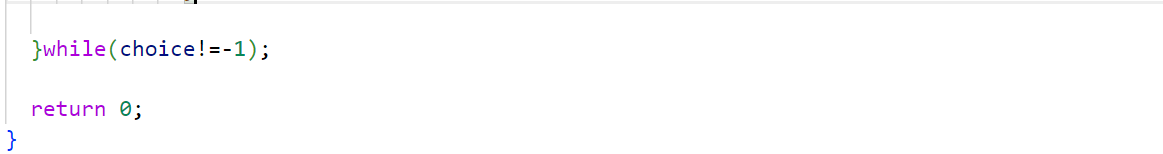 }while(choice!=-1);
return 0;
}